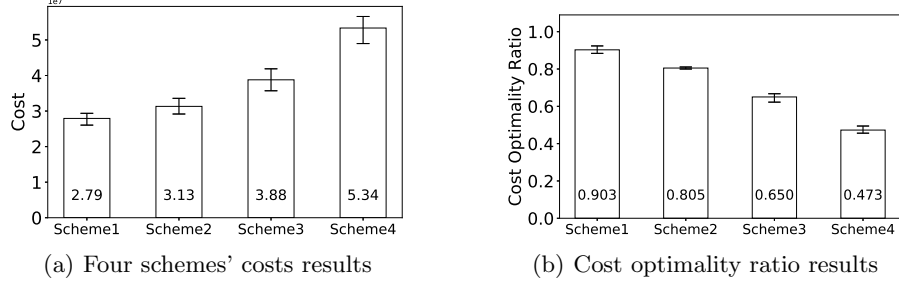 1e7
5
4
3
2
1
0
Cost
2.79
3.13
3.88
5.34
Scheme1
Scheme2
Scheme3
Scheme4
(a) Four schemes' costs results
1.0
0.8
0.6
0.4
0.2
0.0
Cost Optimality Ratio
0.903
0.805
0.650
0.473
Scheme1
Scheme2
Scheme3
Scheme4
(b) Cost optimality ratio results